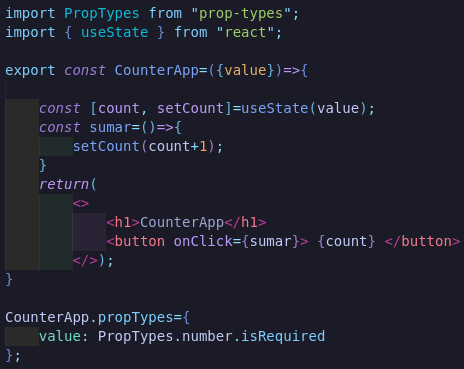 import PropTypes from "prop-types";
import { useState } from "react";

export const CounterApp=({value})=>{

    const [count, setCount]=useState(value);
    const sumar=()=>{
        setCount(count+1);
    }
    return(
        <>
            <h1>CounterApp</h1>
            <button onClick={sumar}> {count} </button>
        </>);
}

CounterApp.propTypes={
    value: PropTypes.number.isRequired
};